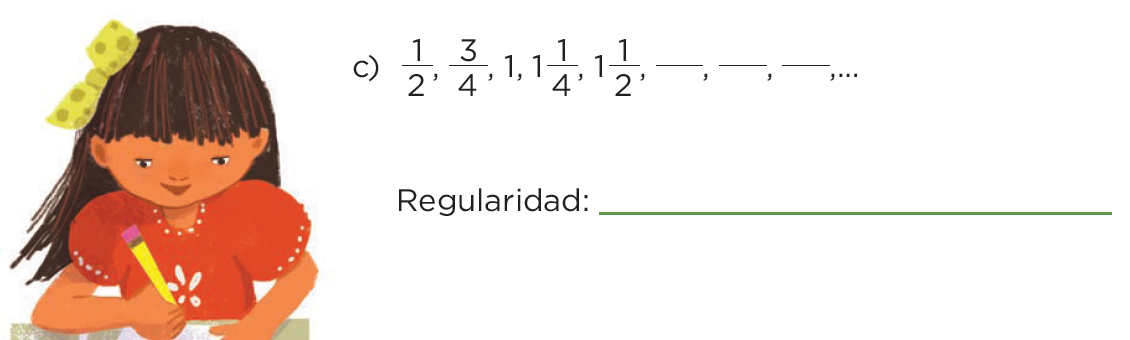 c) 1/2, 3/4, 1, 1 1/4, 1 1/2, ___, ___, ___,...
Regularidad: ___